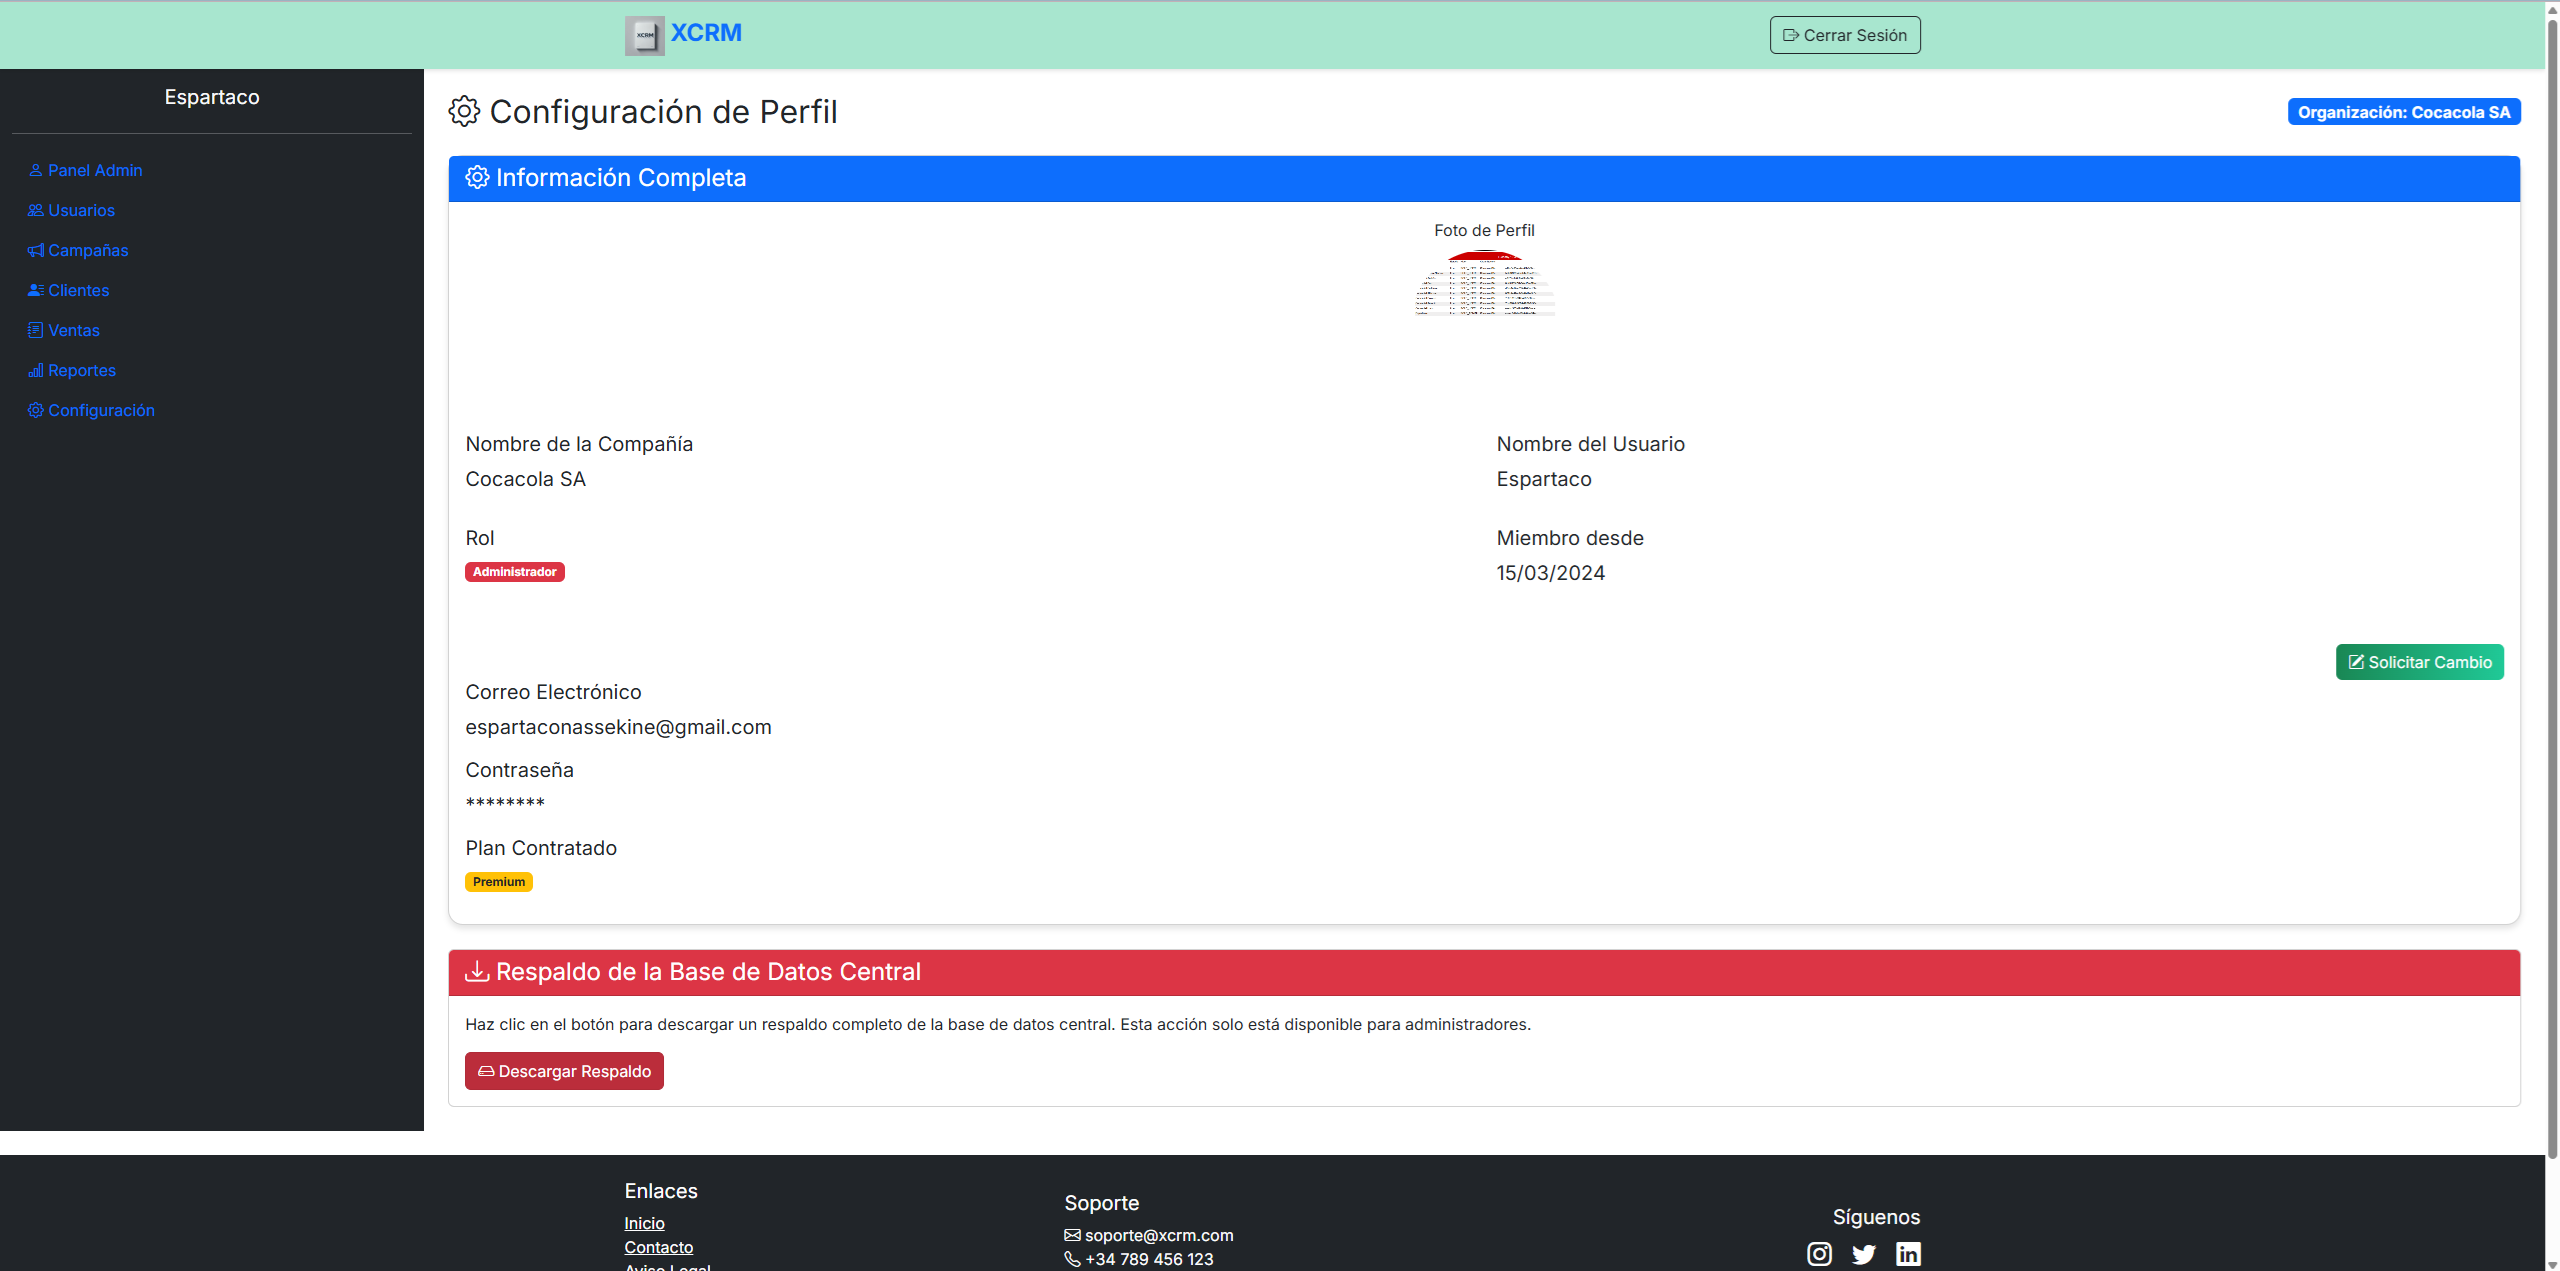 XCRM
XCRM
Cerrar Sesión
Espartaco
Panel Admin
Usuarios
Campañas
Clientes
Ventas
Reportes
Configuración
Configuración de Perfil
Organización: Cocacola SA
Información Completa
Foto de Perfil
Nombre de la Compañía
Cocacola SA
Nombre del Usuario
Espartaco
Rol
Administrador
Miembro desde
15/03/2024
Solicitar Cambio
Correo Electrónico
espartaconassekine@gmail.com
Contraseña
********
Plan Contratado
Premium
Respaldo de la Base de Datos Central
Haz clic en el botón para descargar un respaldo completo de la base de datos central. Esta acción solo está disponible para administradores.
Descargar Respaldo
Enlaces
Inicio
Contacto
Aviso Legal
Soporte
soporte@xcrm.com
+34 789 456 123
Síguenos